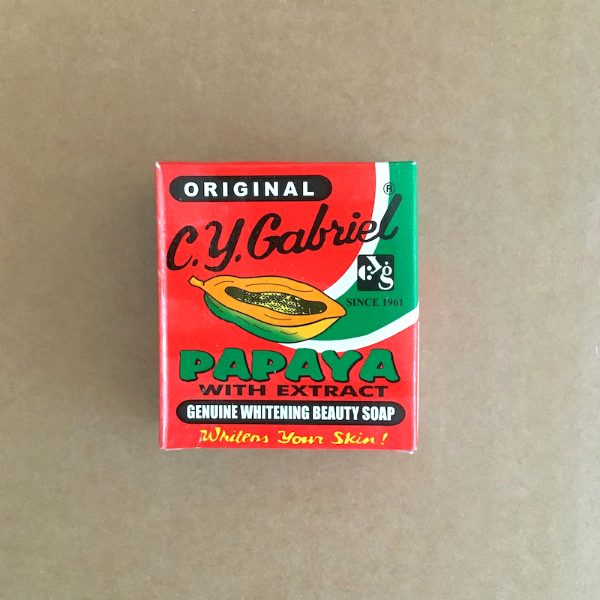 ORIGINAL
®
C.Y. Gabriel
cyg
SINCE 1961
PAPAYA
WITH EXTRACT
GENUINE WHITENING BEAUTY SOAP
Whitens Your Skin!